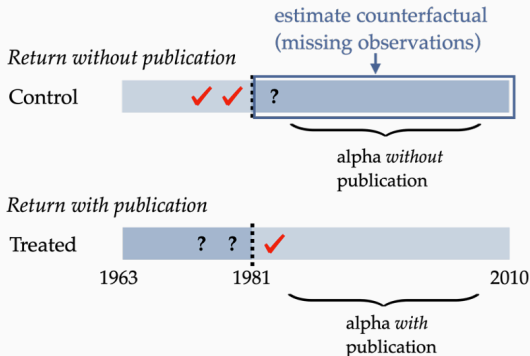 estimate counterfactual
(missing observations)
Return without publication
Control
?
alpha without
publication
Return with publication
Treated
? ?
1963 1981 2010
alpha with
publication